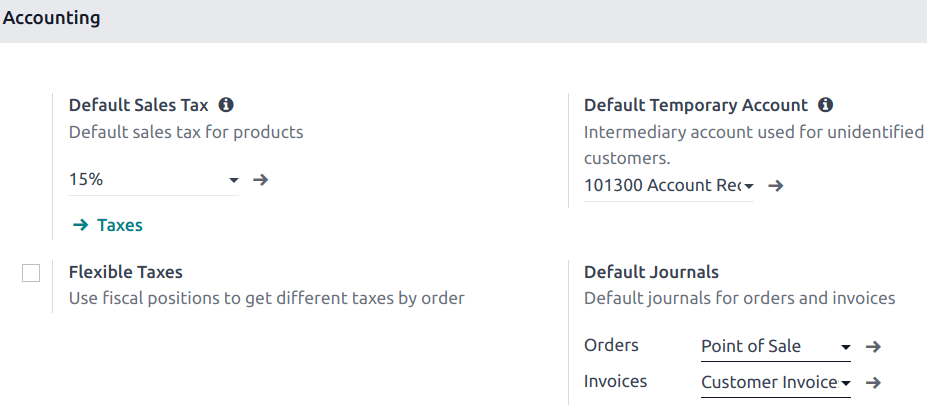 Accounting
Default Sales Tax
Default sales tax for products
15%
Taxes
Default Temporary Account
Intermediary account used for unidentified
customers.
101300 Account Rec
Flexible Taxes
Use fiscal positions to get different taxes by order
Default Journals
Default journals for orders and invoices
Orders Point of Sale
Invoices Customer Invoice